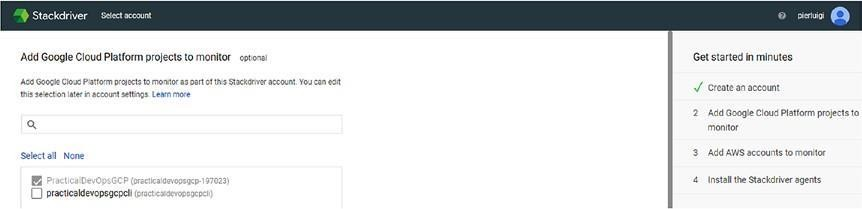 Stackdriver Select account pierluigi
Add Google Cloud Platform projects to monitor optional
Add Google Cloud Platform projects to monitor as part of this Stackdriver account. You can edit
this selection later in account settings. Learn more
Select all None
PracticalDevOpsGCP (practicaldevopsgcp-197023)
practicaldevopsgcpcli (practicaldevopsgcpcli)
Get started in minutes
Create an account
2 Add Google Cloud Platform projects to
monitor
3 Add AWS accounts to monitor
4 Install the Stackdriver agents